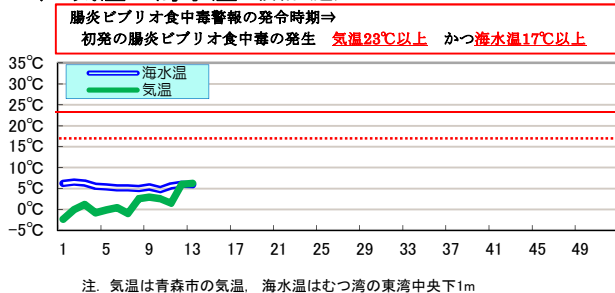 腸炎ビブリオ食中毒警報の発令時期⇒
初発の腸炎ビブリオ食中毒の発生 気温23℃以上 かつ海水温17℃以上
35℃
30℃
25℃
20℃
15℃
10℃
5℃
0℃
-5℃
海水温
気温
1 5 9 13 17 21 25 29 33 37 41 45 49
注. 気温は青森市の気温, 海水温はむつ湾の東湾中央下1m